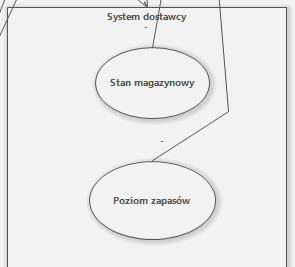 System dostawcy
-
Stan magazynowy
-
Poziom zapasów